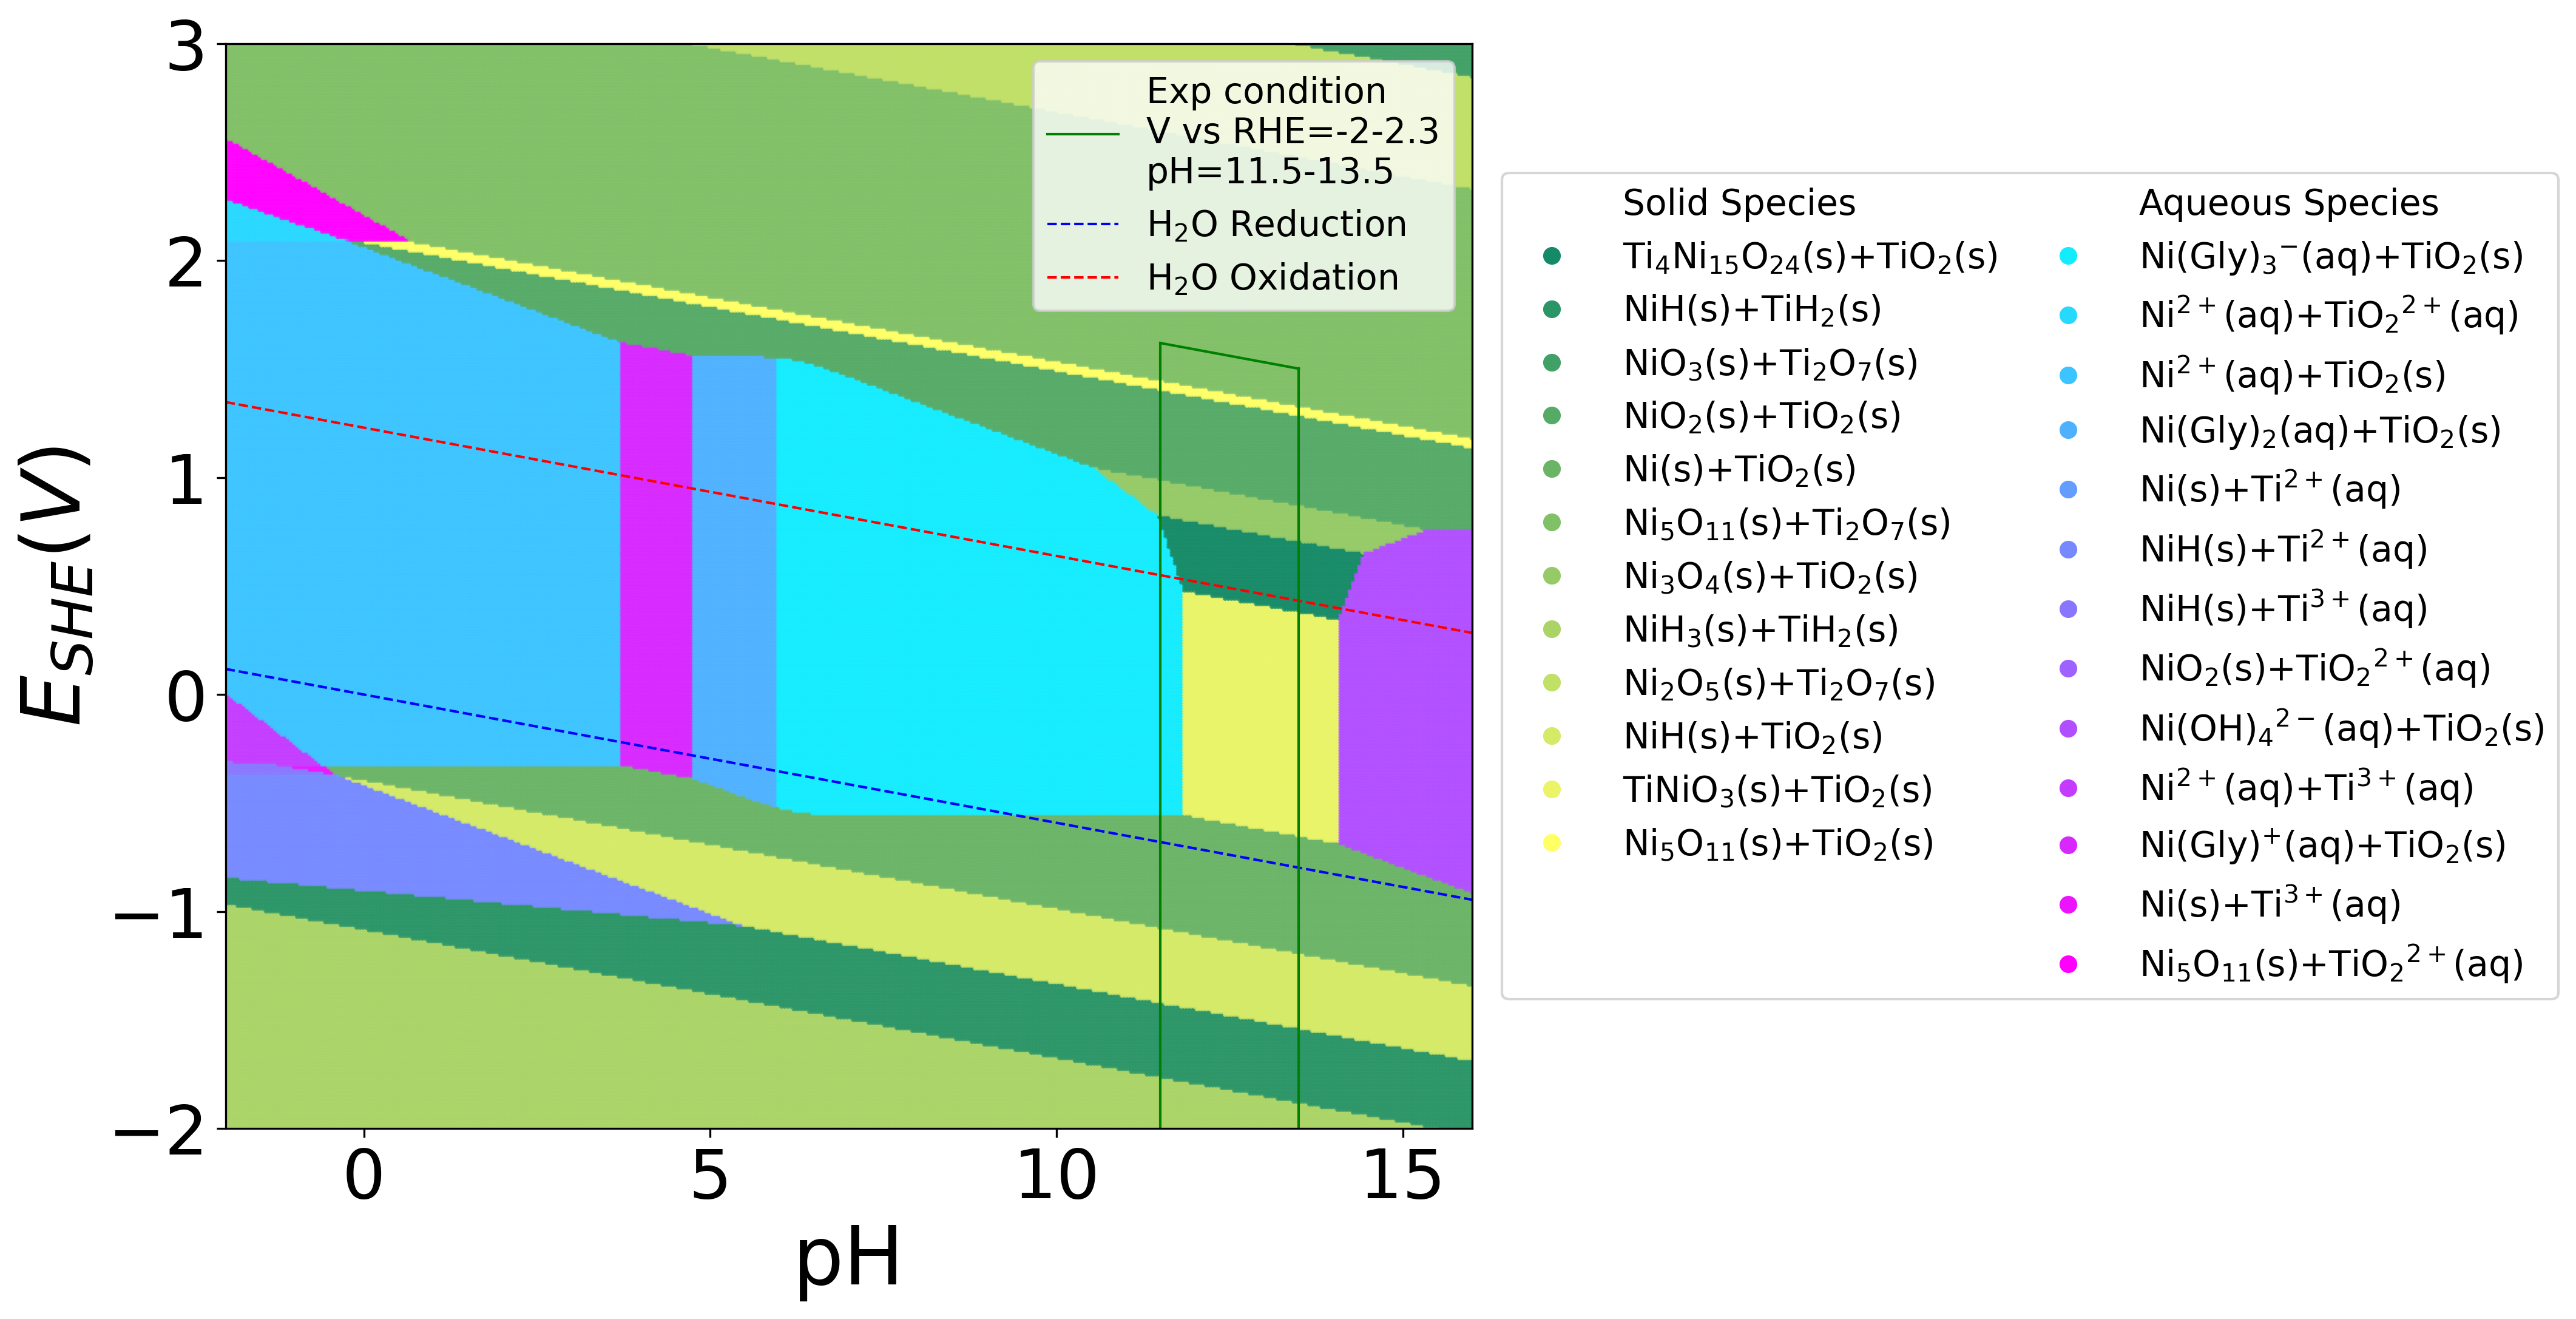 3
2
1
0
−1
−2
E_SHE(V)
0
5
10
15
pH
Exp condition
V vs RHE=-2-2.3
pH=11.5-13.5
H₂O Reduction
H₂O Oxidation
Solid Species
Ti₄Ni₁₅O₂₄(s)+TiO₂(s)
NiH(s)+TiH₂(s)
NiO₃(s)+Ti₂O₇(s)
NiO₂(s)+TiO₂(s)
Ni(s)+TiO₂(s)
Ni₅O₁₁(s)+Ti₂O₇(s)
Ni₃O₄(s)+TiO₂(s)
NiH₃(s)+TiH₂(s)
Ni₂O₅(s)+Ti₂O₇(s)
NiH(s)+TiO₂(s)
TiNiO₃(s)+TiO₂(s)
Ni₅O₁₁(s)+TiO₂(s)
Aqueous Species
Ni(Gly)₃⁻(aq)+TiO₂(s)
Ni²⁺(aq)+TiO₂²⁺(aq)
Ni²⁺(aq)+TiO₂(s)
Ni(Gly)₂(aq)+TiO₂(s)
Ni(s)+Ti²⁺(aq)
NiH(s)+Ti²⁺(aq)
NiH(s)+Ti³⁺(aq)
NiO₂(s)+TiO₂²⁺(aq)
Ni(OH)₄²⁻(aq)+TiO₂(s)
Ni²⁺(aq)+Ti³⁺(aq)
Ni(Gly)⁺(aq)+TiO₂(s)
Ni(s)+Ti³⁺(aq)
Ni₅O₁₁(s)+TiO₂²⁺(aq)